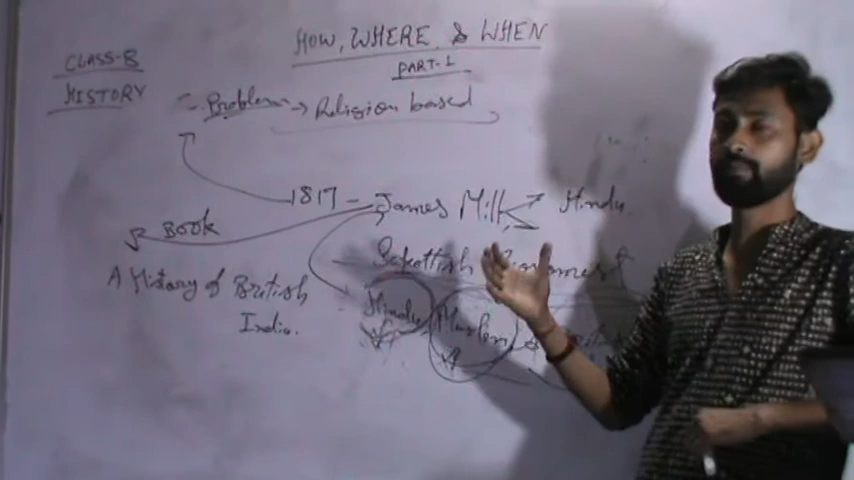 HOW, WHERE & WHEN
PART-1
CLASS-8
HISTORY
Problem → Religion based
1817 - James Mill → Hindu
Book
A History of British
India.
Hindu Muslim